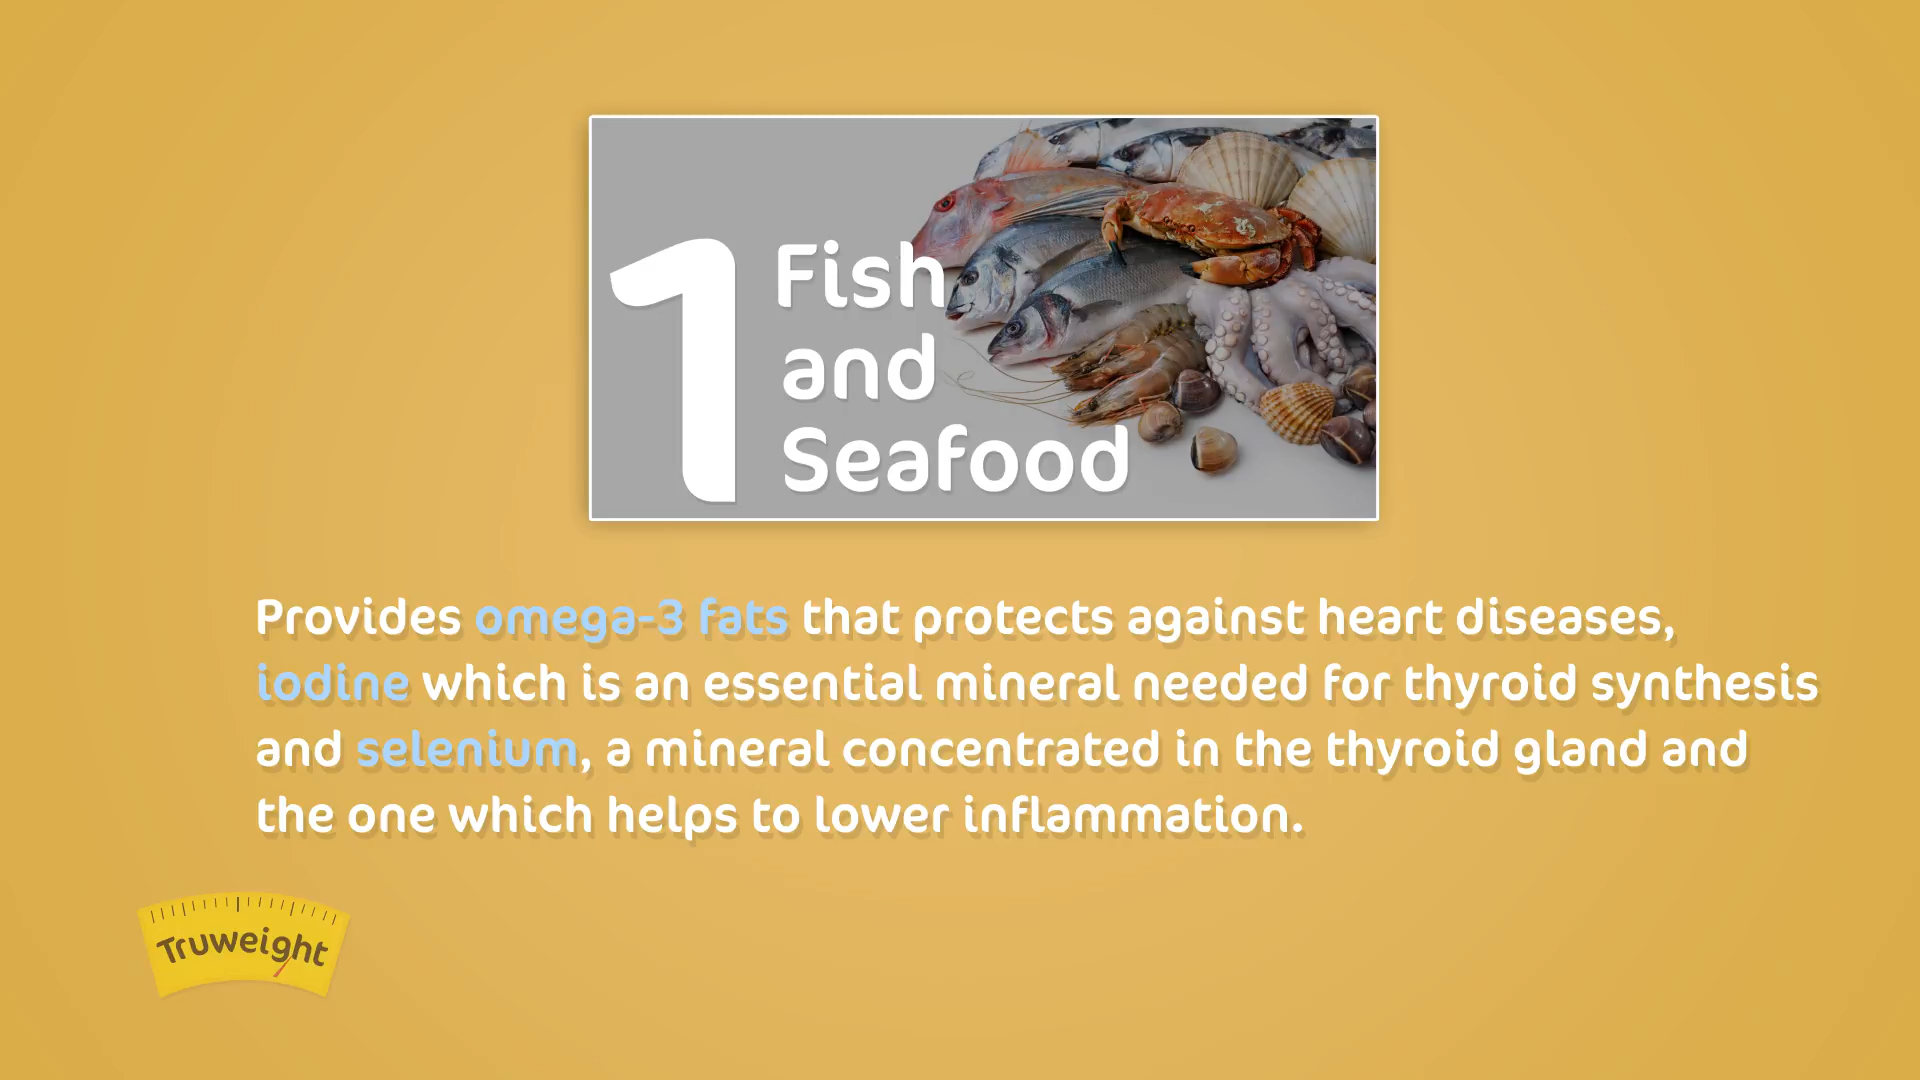 1
Fish
and
Seafood
Provides omega-3 fats that protects against heart diseases,
iodine which is an essential mineral needed for thyroid synthesis
and selenium, a mineral concentrated in the thyroid gland and
the one which helps to lower inflammation.
Truweight